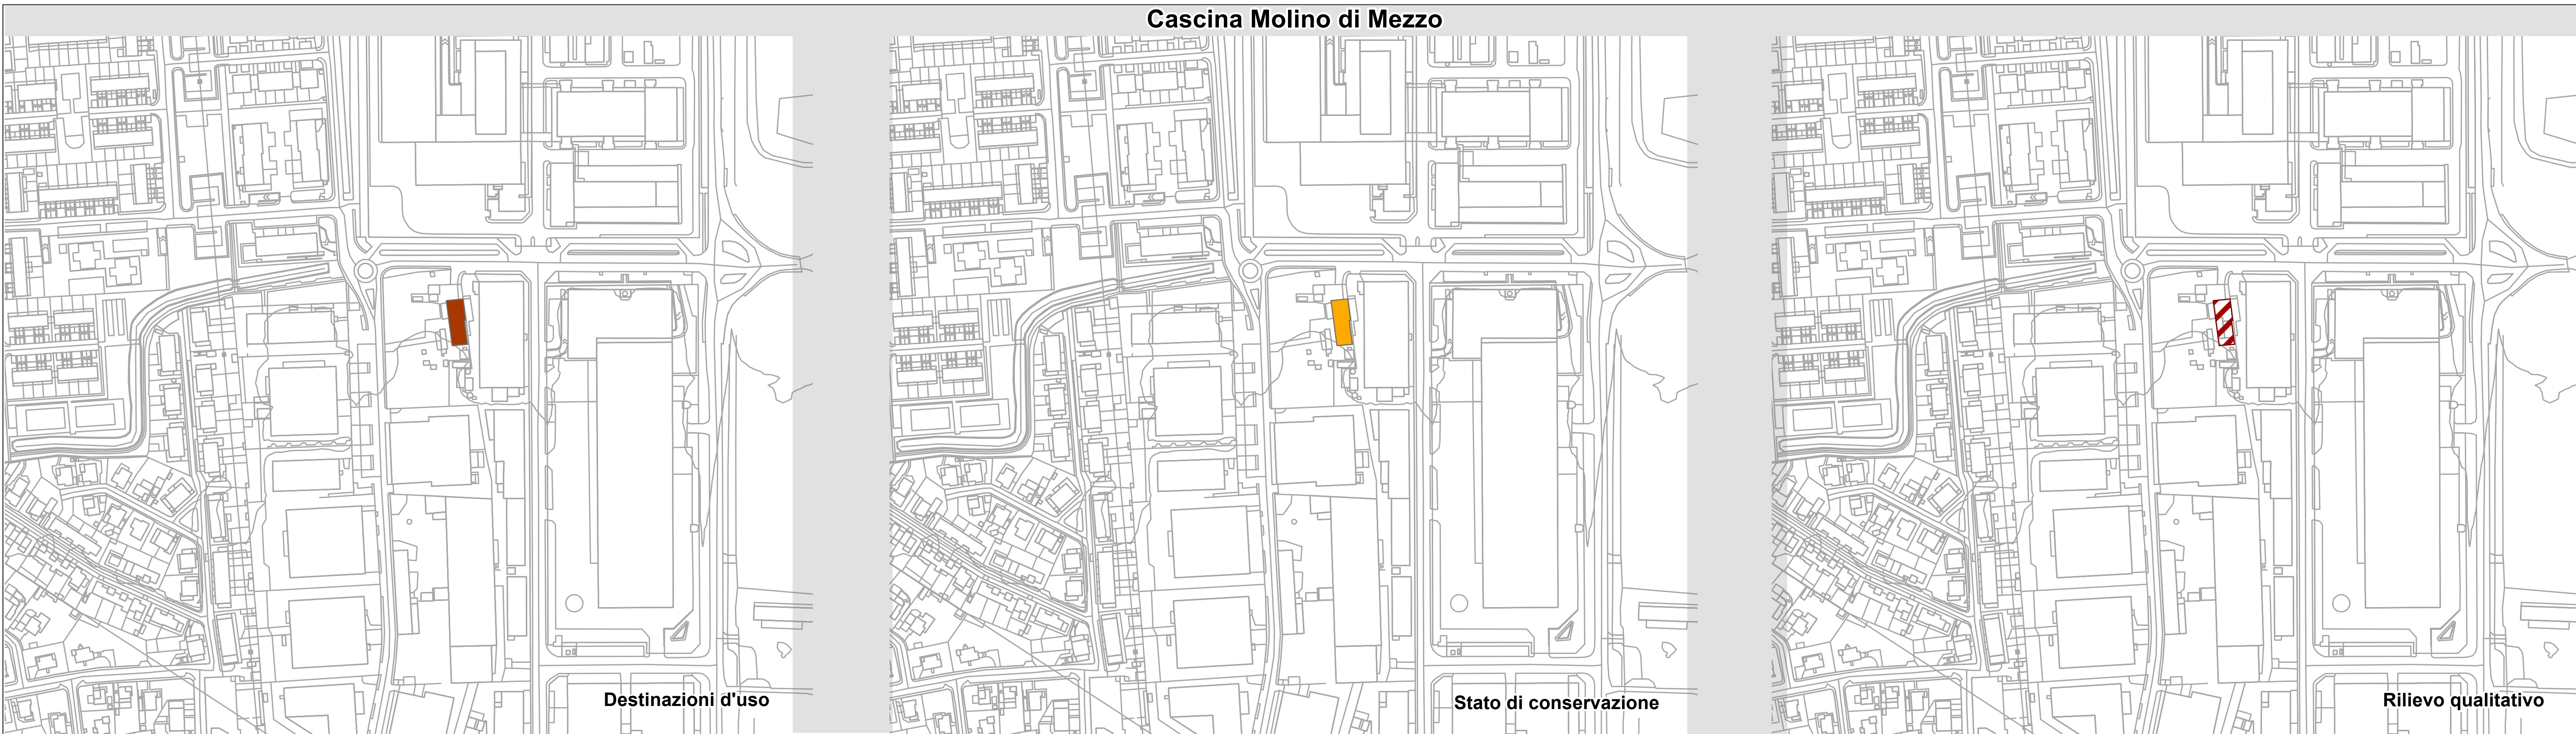 Cascina Molino di Mezzo
Destinazioni d'uso
Stato di conservazione
Rilievo qualitativo